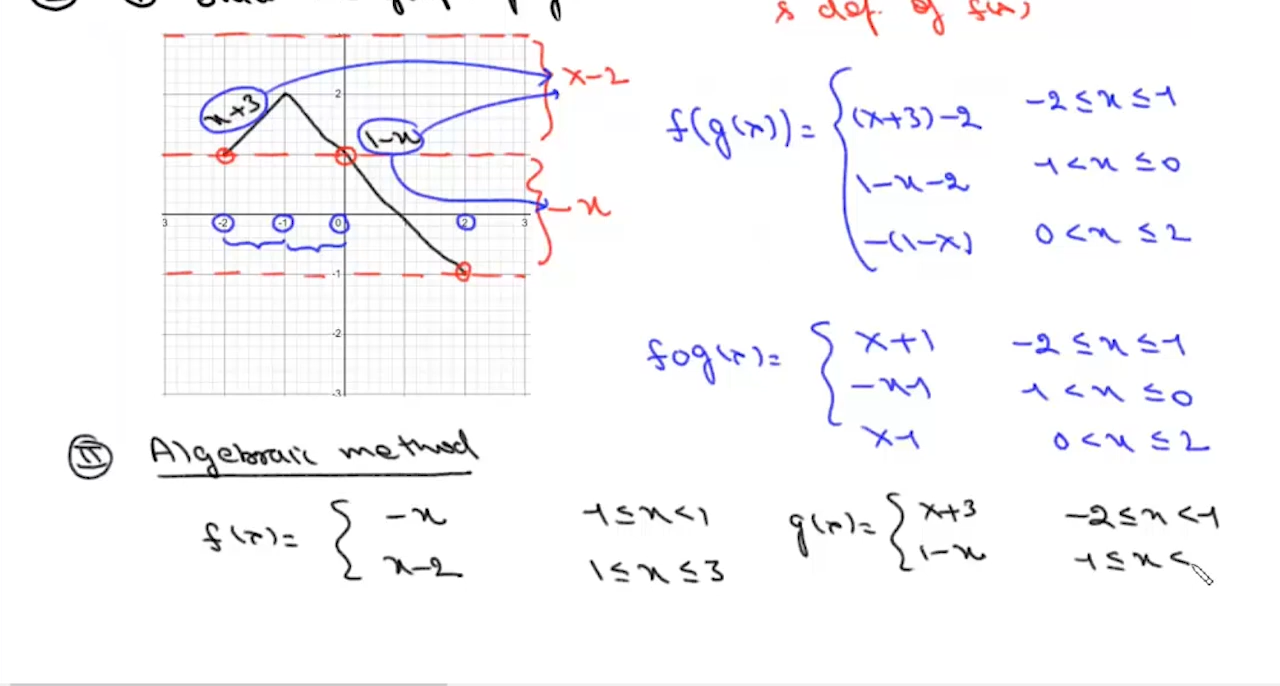 s def. of f(x)
x+3
2
x-2
1-x
-x
3 -2 -1 0 2 3
-1
-2
-3
f(g(x)) = { (x+3)-2 -2 ≤ x ≤ -1
1-x-2 -1 < x ≤ 0
-(1-x) 0 < x ≤ 2
fog(x) = { x+1 -2 ≤ x ≤ -1
-x-1 -1 < x ≤ 0
x-1 0 < x ≤ 2
II Algebraic method
f(x) = { -x -1 ≤ x < 1
x-2 1 ≤ x ≤ 3
g(x) = { x+3 -2 ≤ x < -1
1-x -1 ≤ x <